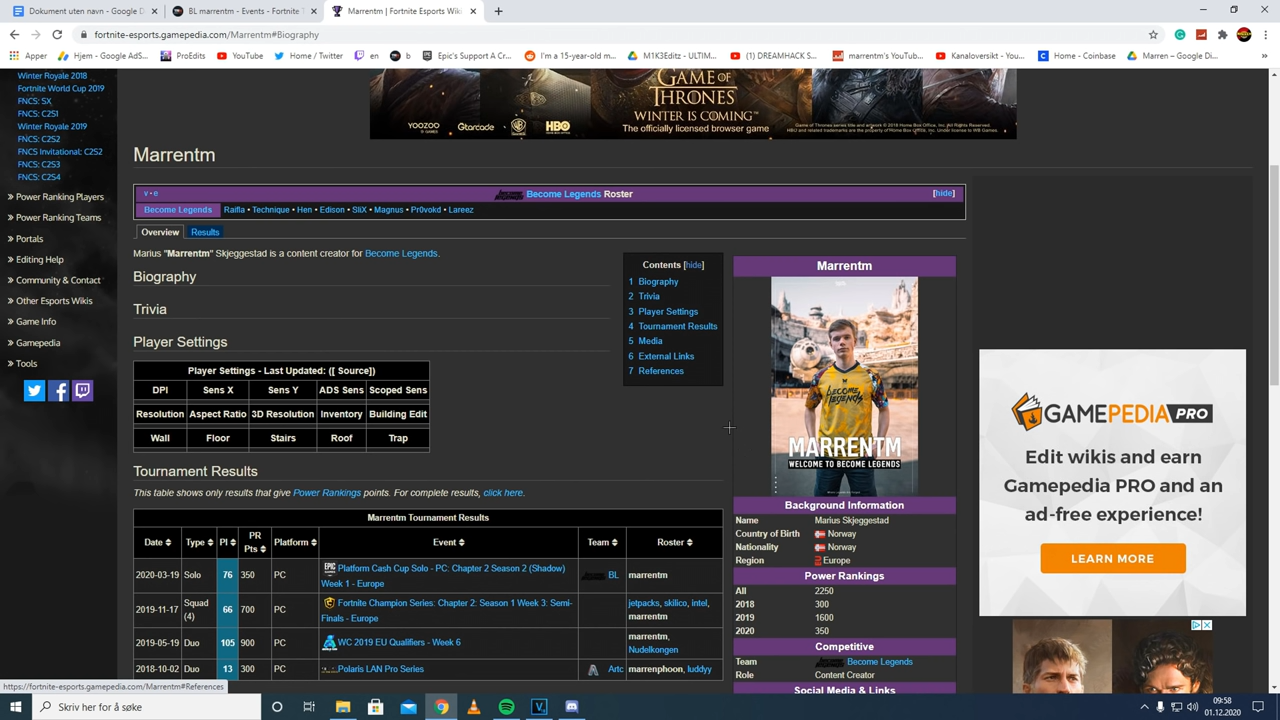 Dokument uten navn - Google D
BL marrentm - Events - Fortnite T
Marrentm | Fortnite Esports Wiki
fortnite-esports.gamepedia.com/Marrentm#Biography
Apper
Hjem – Google AdS...
ProEdits
YouTube
Home / Twitter
en
b
Epic's Support A Cr...
I'm a 15-year-old m...
M1K3Editz - ULTIM...
(1) DREAMHACK S...
marrentm's YouTub...
Kanaloversikt - You...
Home - Coinbase
Marren – Google Di...
Winter Royale 2018
Fortnite World Cup 2019
FNCS: SX
FNCS: C2S1
Winter Royale 2019
FNCS: C2S2
FNCS Invitational: C2S2
FNCS: C2S3
FNCS: C2S4
Power Ranking Players
Power Ranking Teams
Portals
Editing Help
Community & Contact
Other Esports Wikis
Game Info
Gamepedia
Tools
GAME OF
THRONES
WINTER IS COMING™
The officially licensed browser game
YOOZOO GAMES
Gtarcade
WB
HBO
Marrentm
v • e
Become Legends Roster
[hide]
Become Legends
Raifla • Technique • Hen • Edison • SliX • Magnus • Pr0vokd • Lareez
Overview
Results
Marius "Marrentm" Skjeggestad is a content creator for Become Legends.
Biography
Trivia
Player Settings
Player Settings - Last Updated: ([ Source])
DPI Sens X Sens Y ADS Sens Scoped Sens
Resolution Aspect Ratio 3D Resolution Inventory Building Edit
Wall Floor Stairs Roof Trap
Contents [hide]
1 Biography
2 Trivia
3 Player Settings
4 Tournament Results
5 Media
6 External Links
7 References
Tournament Results
This table shows only results that give Power Rankings points. For complete results, click here.
Marrentm Tournament Results
Date Type Pl PR Pts Platform Event Team Roster
2020-03-19 Solo 76 350 PC Platform Cash Cup Solo - PC: Chapter 2 Season 2 (Shadow) Week 1 - Europe BL marrentm
2019-11-17 Squad (4) 66 700 PC Fortnite Champion Series: Chapter 2: Season 1 Week 3: Semi-Finals - Europe jetpacks, skilico, intel, marrentm
2019-05-19 Duo 105 900 PC WC 2019 EU Qualifiers - Week 6 marrentm, Nudelkongen
2018-10-02 Duo 13 300 PC Polaris LAN Pro Series Artc marrenphoon, luddyy
Marrentm
become
LEGENDS
MARRENTM
WELCOME TO BECOME LEGENDS
Background Information
Name Marius Skjeggestad
Country of Birth Norway
Nationality Norway
Region Europe
Power Rankings
All 2250
2018 300
2019 1600
2020 350
Competitive
Team Become Legends
Role Content Creator
Social Media & Links
GAMEPEDIA PRO
Edit wikis and earn
Gamepedia PRO and an
ad-free experience!
LEARN MORE
https://fortnite-esports.gamepedia.com/Marrentm#References
Skriv her for å søke
09:58
01.12.2020